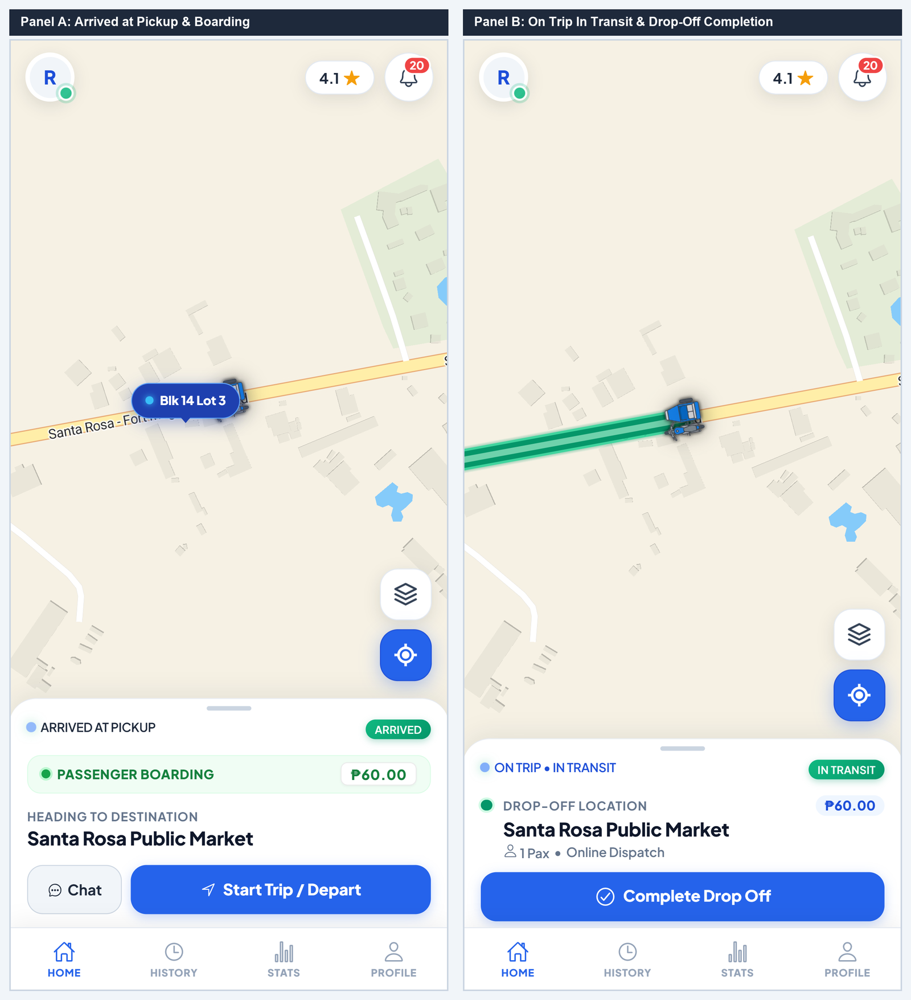 Panel A: Arrived at Pickup & Boarding
R
4.1
20
Blk 14 Lot 3
Santa Rosa - Fort
ARRIVED AT PICKUP
ARRIVED
PASSENGER BOARDING
₱60.00
HEADING TO DESTINATION
Santa Rosa Public Market
Chat
Start Trip / Depart
HOME
HISTORY
STATS
PROFILE
Panel B: On Trip In Transit & Drop-Off Completion
R
4.1
20
ON TRIP • IN TRANSIT
IN TRANSIT
DROP-OFF LOCATION
₱60.00
Santa Rosa Public Market
1 Pax • Online Dispatch
Complete Drop Off
HOME
HISTORY
STATS
PROFILE